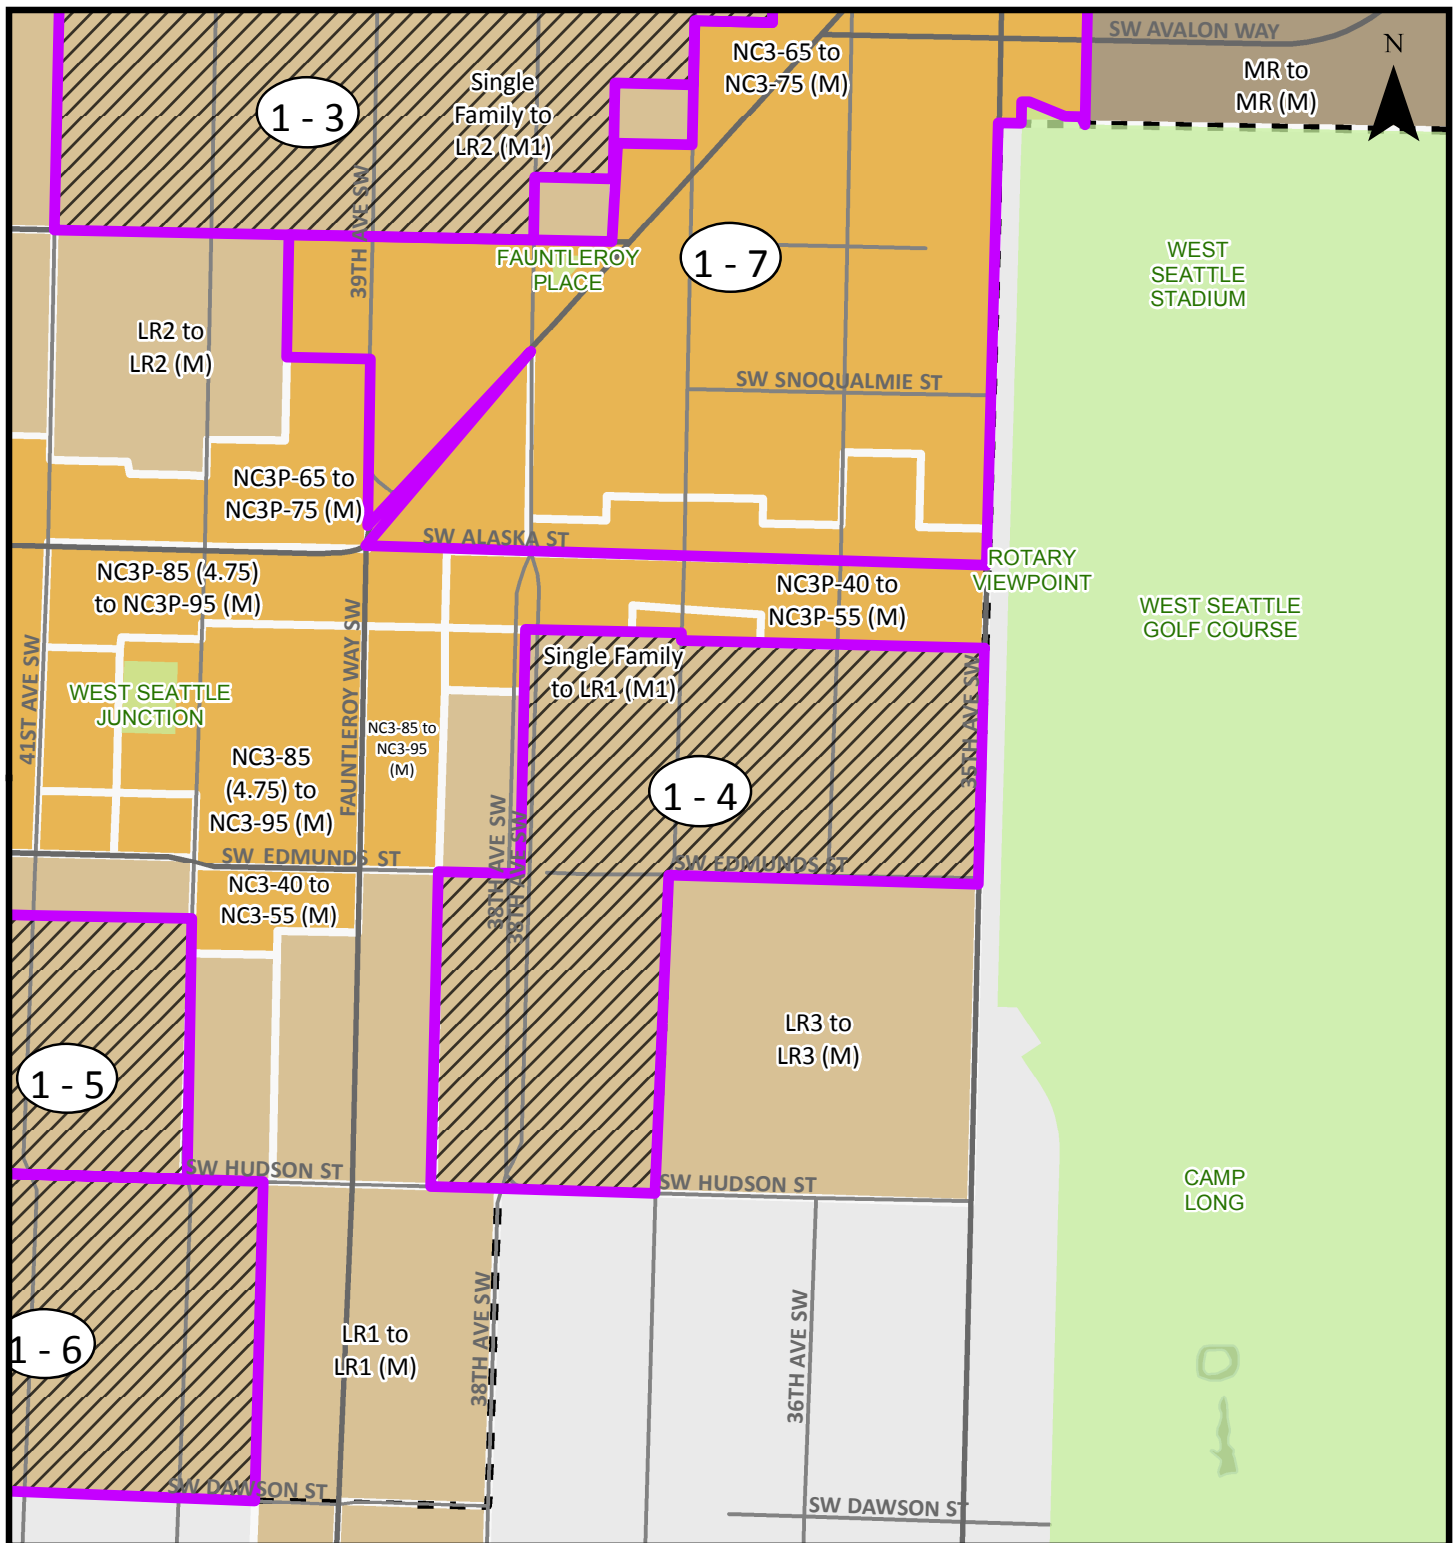 SW AVALON WAY
N
NC3-65 to
NC3-75 (M)
MR to
MR (M)
Single
Family to
LR2 (M1)
1 - 3
39TH AVE SW
FAUNTLEROY
PLACE
1 - 7
WEST
SEATTLE
STADIUM
LR2 to
LR2 (M)
SW SNOQUALMIE ST
NC3P-65 to
NC3P-75 (M)
SW ALASKA ST
ROTARY
VIEWPOINT
NC3P-85 (4.75)
to NC3P-95 (M)
NC3P-40 to
NC3P-55 (M)
WEST SEATTLE
GOLF COURSE
41ST AVE SW
FAUNTLEROY WAY SW
Single Family
to LR1 (M1)
35TH AVE SW
WEST SEATTLE
JUNCTION
NC3-85 to
NC3-95
(M)
NC3-85
(4.75) to
NC3-95 (M)
1 - 4
38TH AVE SW
38TH AVE SW
SW EDMUNDS ST
SW EDMUNDS ST
NC3-40 to
NC3-55 (M)
LR3 to
LR3 (M)
1 - 5
SW HUDSON ST
SW HUDSON ST
CAMP
LONG
1 - 6
LR1 to
LR1 (M)
38TH AVE SW
36TH AVE SW
SW DAWSON ST
SW DAWSON ST